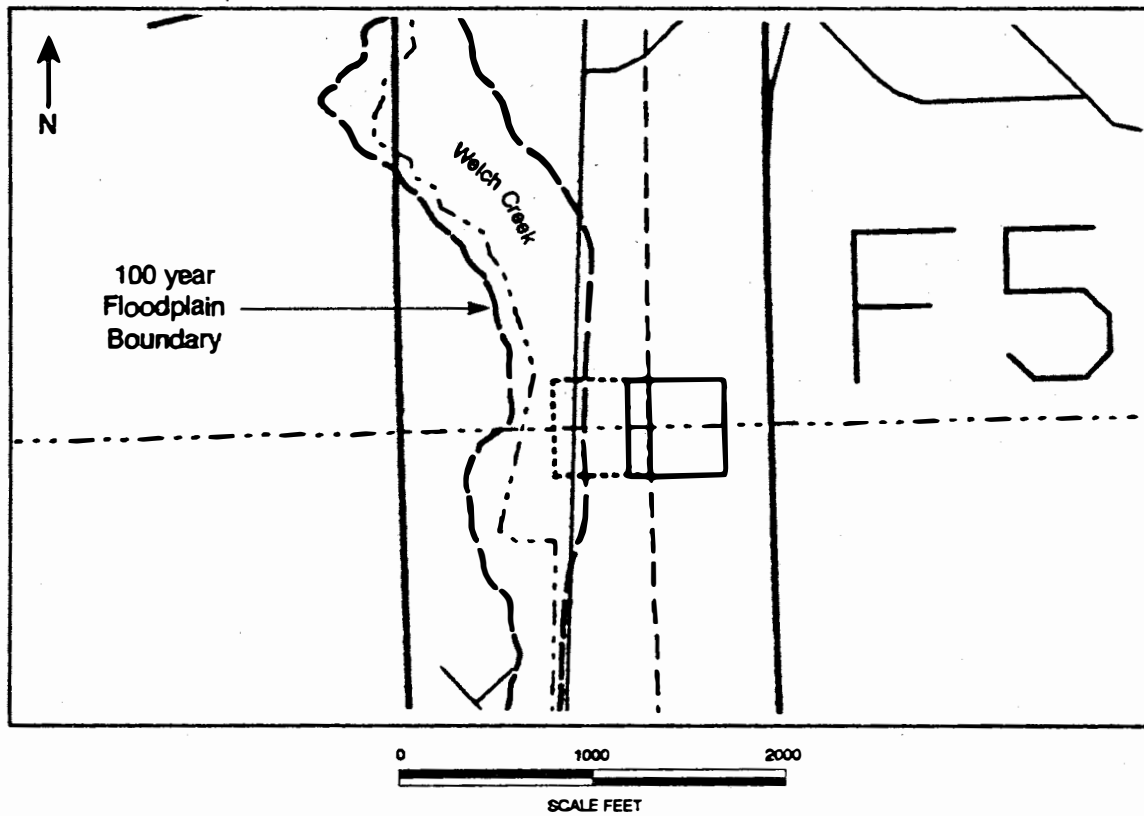 N
Welch Creek
100 year
Floodplain
Boundary
F5
0 1000 2000
SCALE FEET